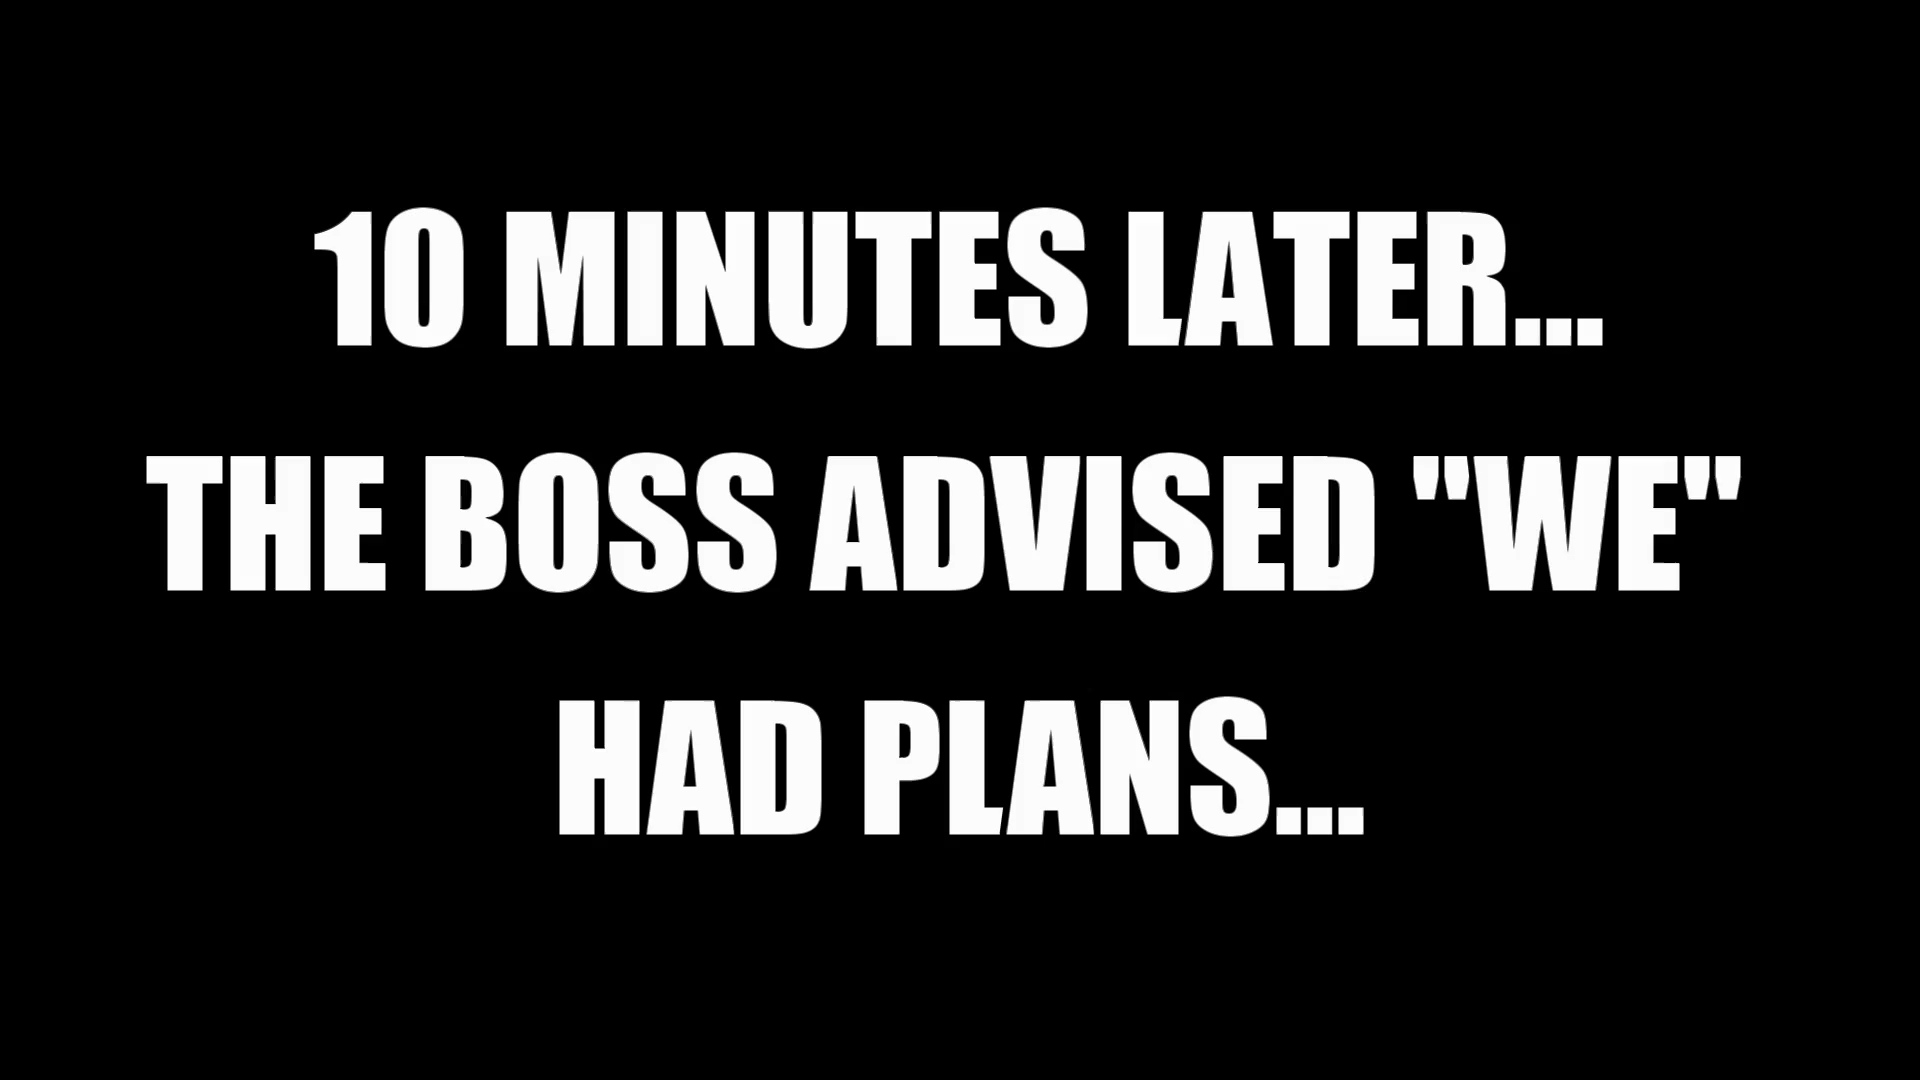 10 MINUTES LATER...
THE BOSS ADVISED "WE"
HAD PLANS...